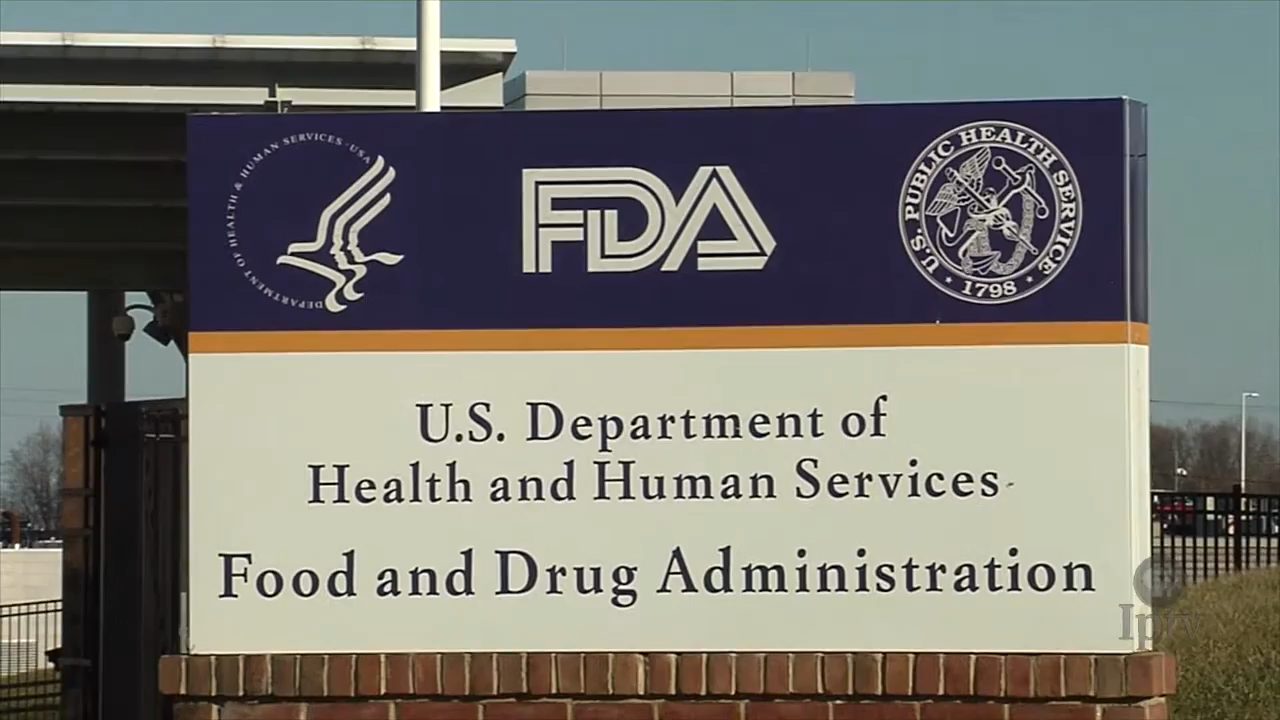 DEPARTMENT OF HEALTH & HUMAN SERVICES · USA
FDA
U.S. PUBLIC HEALTH SERVICE
1798
U.S. Department of
Health and Human Services
Food and Drug Administration
Iptv